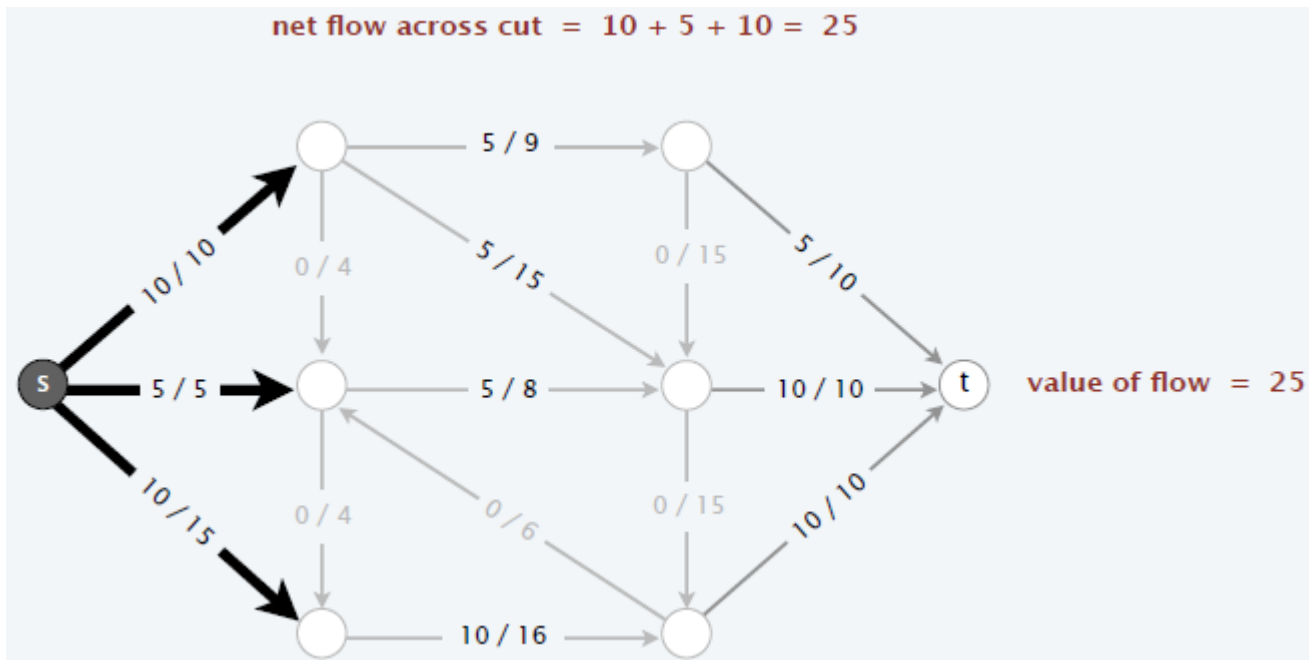 net flow across cut = 10 + 5 + 10 = 25
5 / 9
10 / 10
0 / 4
5 / 15
0 / 15
5 / 10
s
5 / 5
5 / 8
10 / 10
t
value of flow = 25
10 / 15
0 / 4
0 / 6
0 / 15
10 / 10
10 / 16